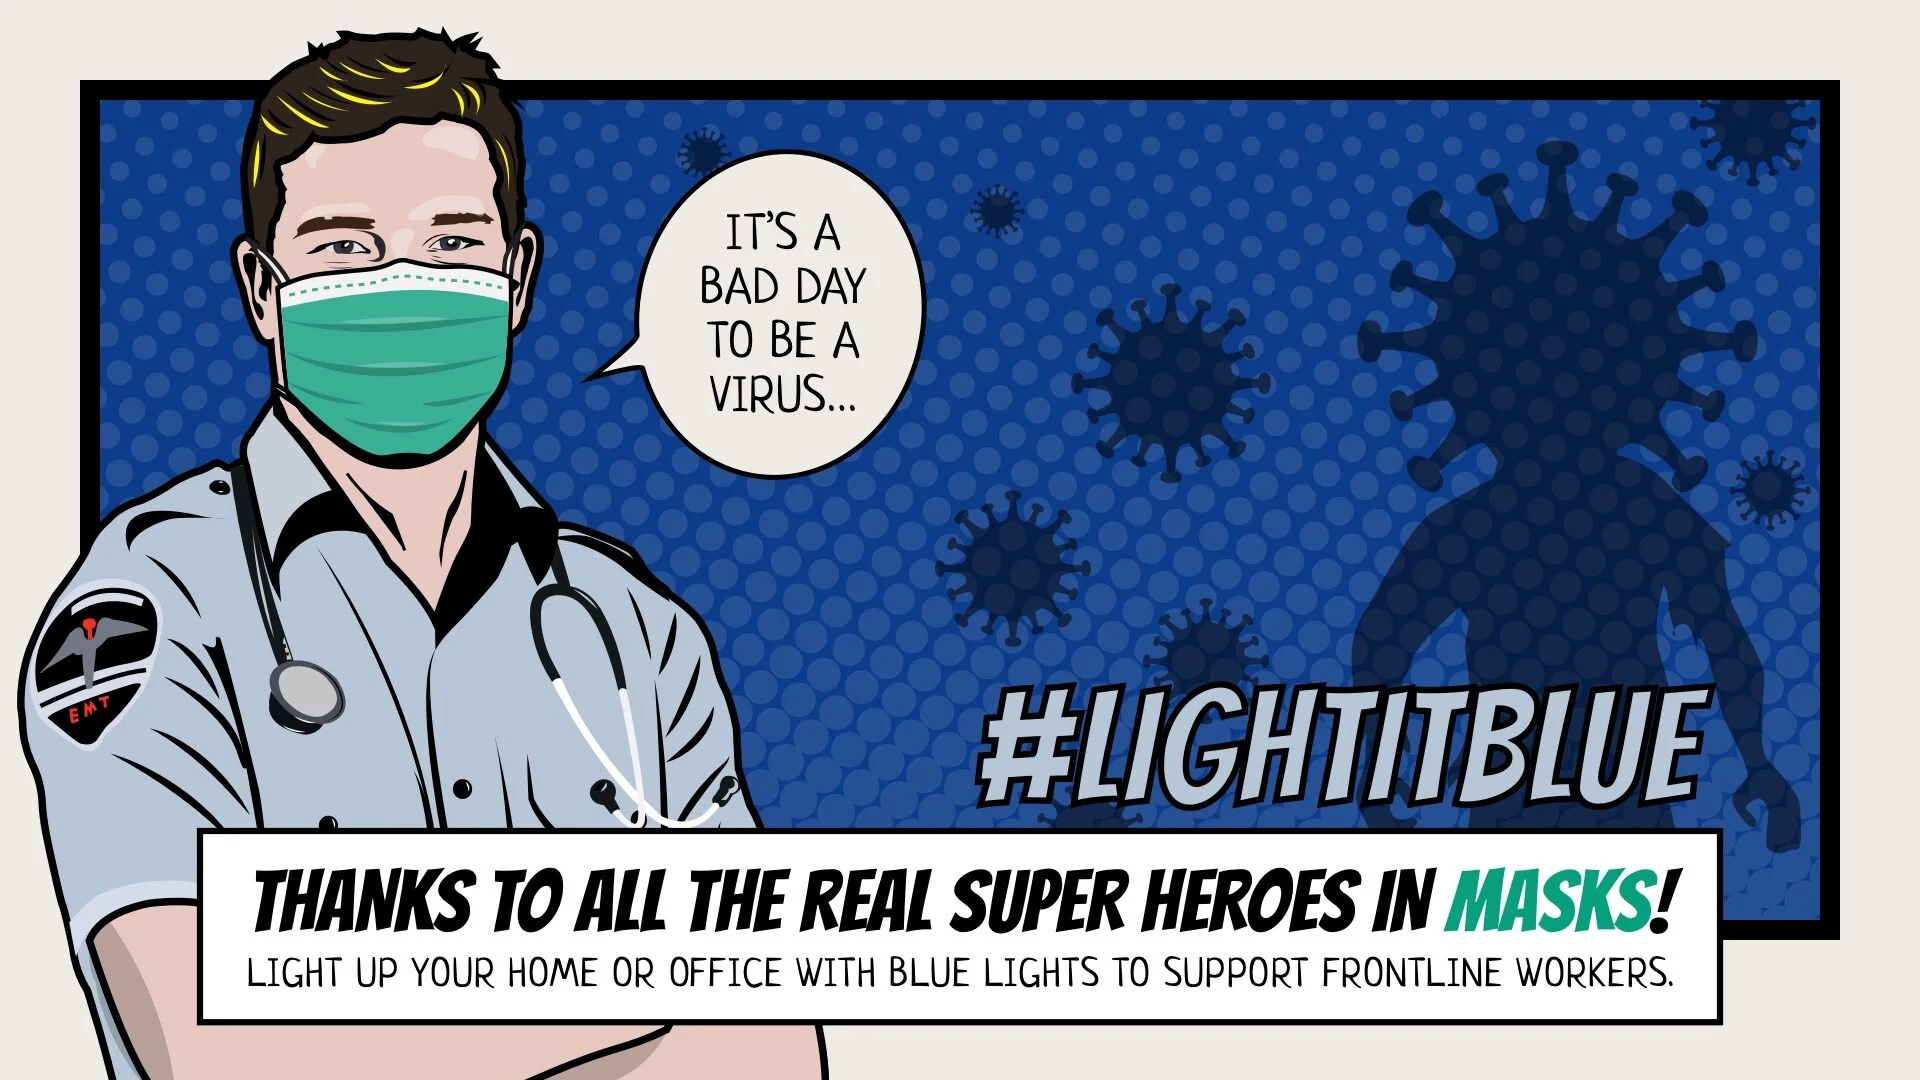 IT'S A
BAD DAY
TO BE A
VIRUS...
EMT
#LIGHTITBLUE
THANKS TO ALL THE REAL SUPER HEROES IN MASKS!
LIGHT UP YOUR HOME OR OFFICE WITH BLUE LIGHTS TO SUPPORT FRONTLINE WORKERS.